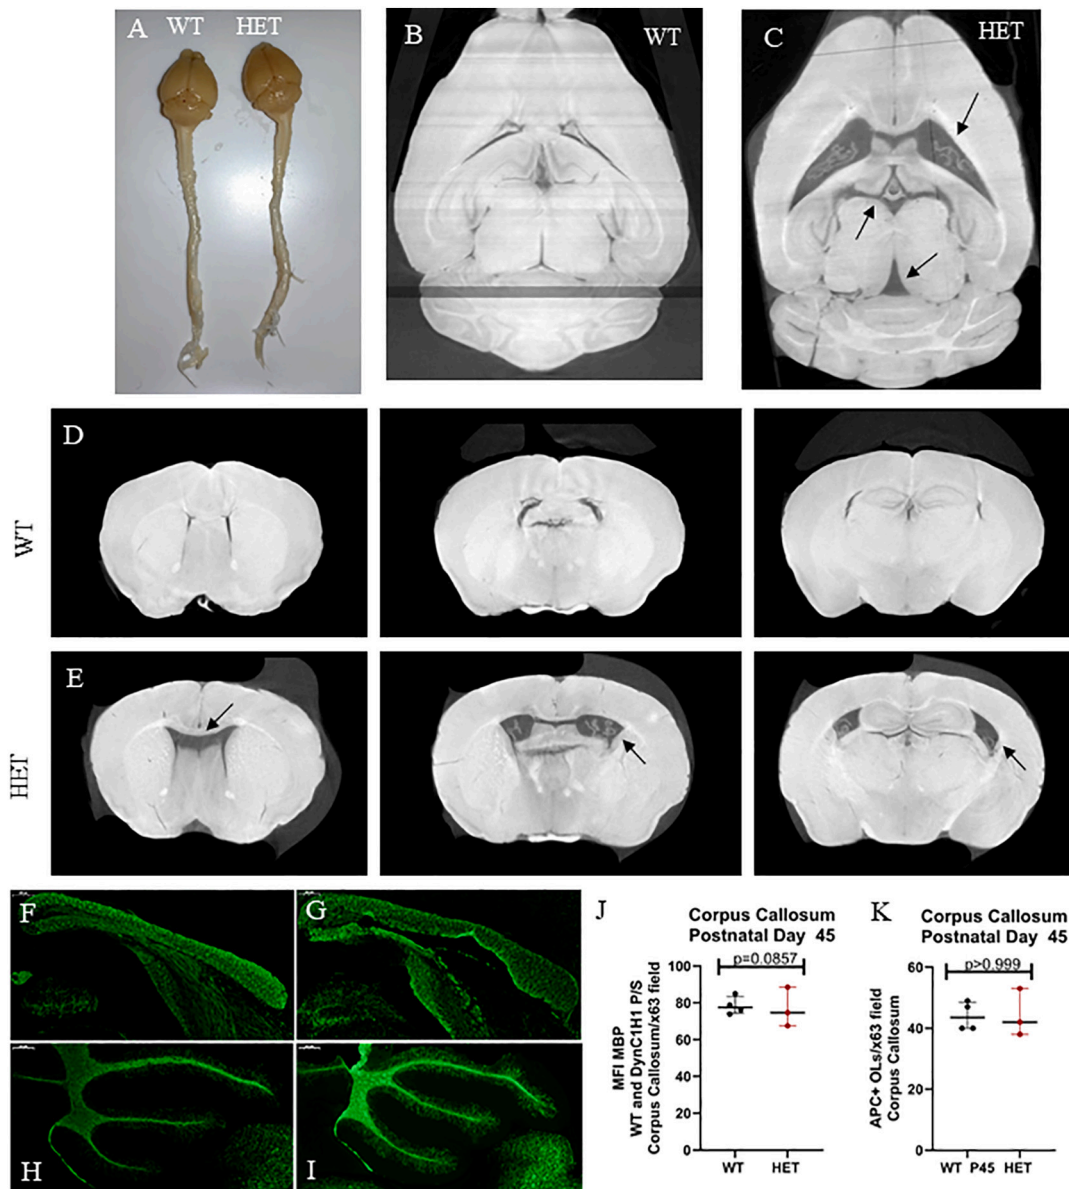 A WT HET
B WT
C HET
D
WT
E
HET
F G
H I
J
Corpus Callosum
Postnatal Day 45
p=0.0857
MFI MBP
WT and DynC1H1 P/S
Corpus Callosum/x63 field
100
80
60
40
20
0
WT HET
K
Corpus Callosum
Postnatal Day 45
p>0.999
APC+ OLs/x63 field
Corpus Callosum
60
40
20
0
WT P45 HET